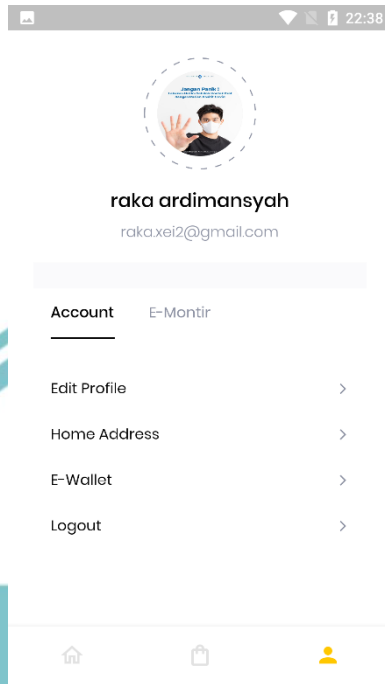 22:38
Jangan Panik !
raka ardimansyah
raka.xei2@gmail.com
Account
E-Montir
Edit Profile
Home Address
E-Wallet
Logout